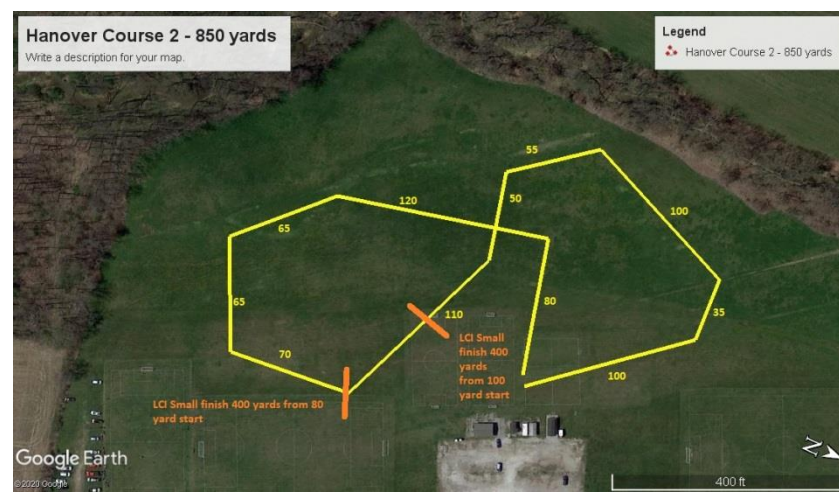 Hanover Course 2 - 850 yards
Write a description for your map.
Legend
Hanover Course 2 - 850 yards
55
120
50
65
100
65
80
110
35
70
LCI Small
finish 400
yards
from 100
yard start
100
LCI Small finish 400 yards from 80
yard start
Google Earth
©2020 Google
N
400 ft